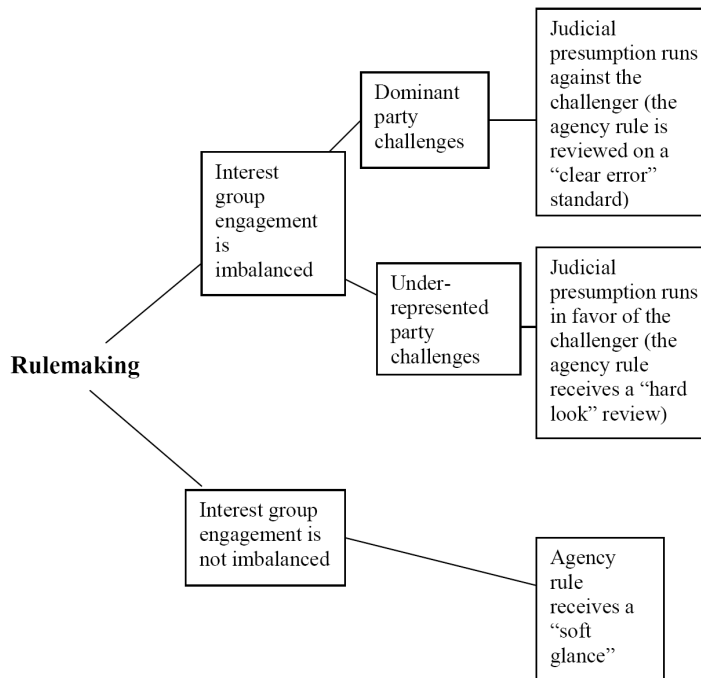 Judicial
presumption runs
against the
challenger (the
agency rule is
reviewed on a
“clear error”
standard)
Dominant
party
challenges
Interest
group
engagement
is
imbalanced
Under-
represented
party
challenges
Judicial
presumption runs
in favor of the
challenger (the
agency rule
receives a “hard
look” review)
Rulemaking
Interest group
engagement is
not imbalanced
Agency
rule
receives a
“soft
glance”